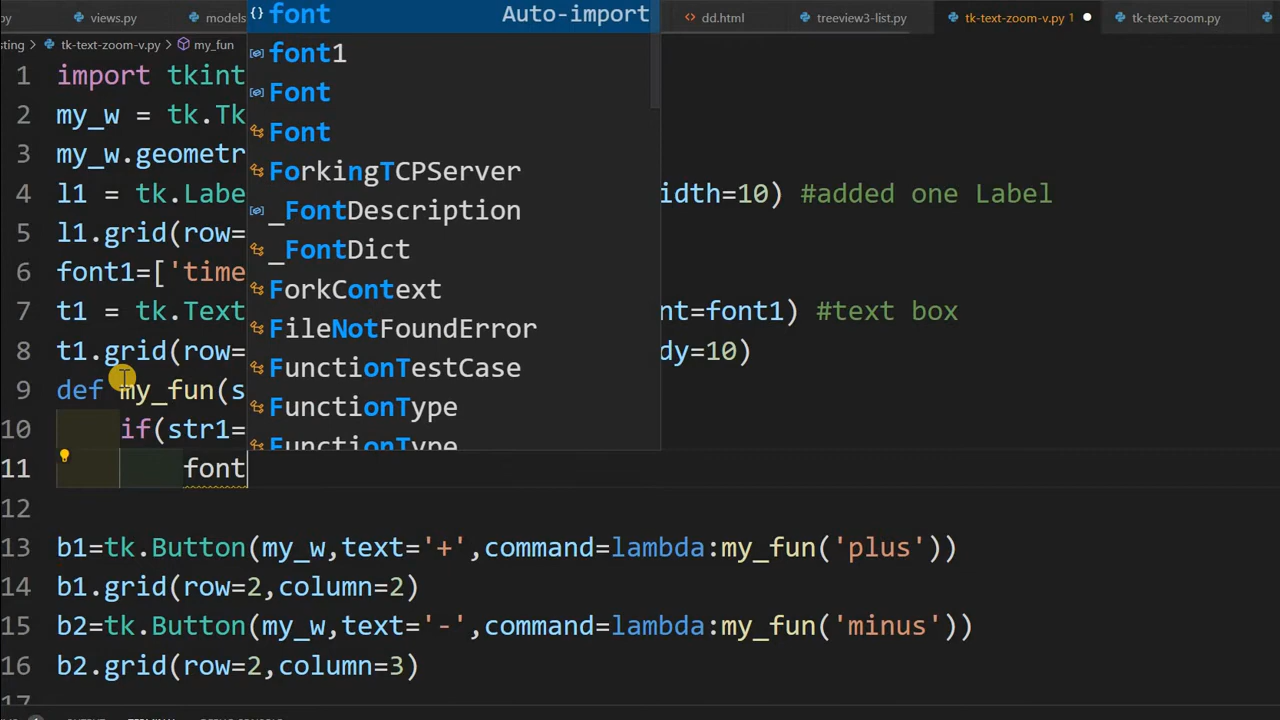 .py views.py models dd.html treeview3-list.py tk-text-zoom-v.py 1 tk-text-zoom.py
sting > tk-text-zoom-v.py > my_fun
font Auto-import
font1
Font
Font
ForkingTCPServer
_FontDescription
_FontDict
ForkContext
FileNotFoundError
FunctionTestCase
FunctionType
FunctionType
1 import tkint
2 my_w = tk.Tk
3 my_w.geometr
4 l1 = tk.Labe idth=10) #added one Label
5 l1.grid(row=
6 font1=['time
7 t1 = tk.Text nt=font1) #text box
8 t1.grid(row= dy=10)
9 def my_fun(s
10 if(str1=
11 font
12
13 b1=tk.Button(my_w,text='+',command=lambda:my_fun('plus'))
14 b1.grid(row=2,column=2)
15 b2=tk.Button(my_w,text='-',command=lambda:my_fun('minus'))
16 b2.grid(row=2,column=3)
17